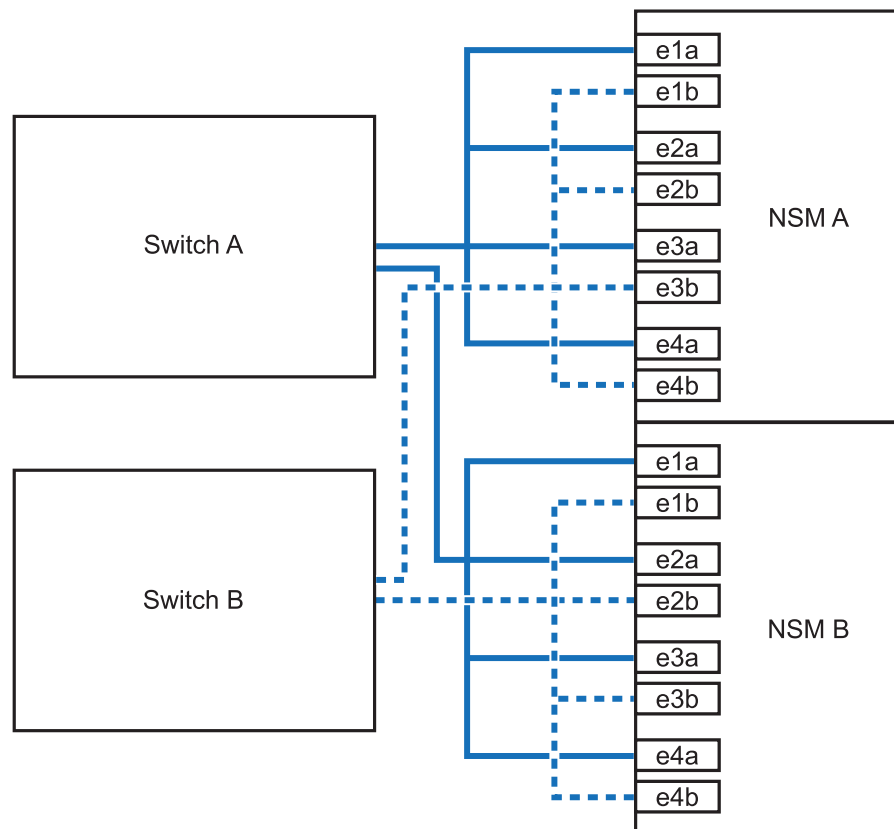 Switch A
Switch B
e1a
e1b
e2a
e2b
e3a
e3b
e4a
e4b
NSM A
e1a
e1b
e2a
e2b
e3a
e3b
e4a
e4b
NSM B